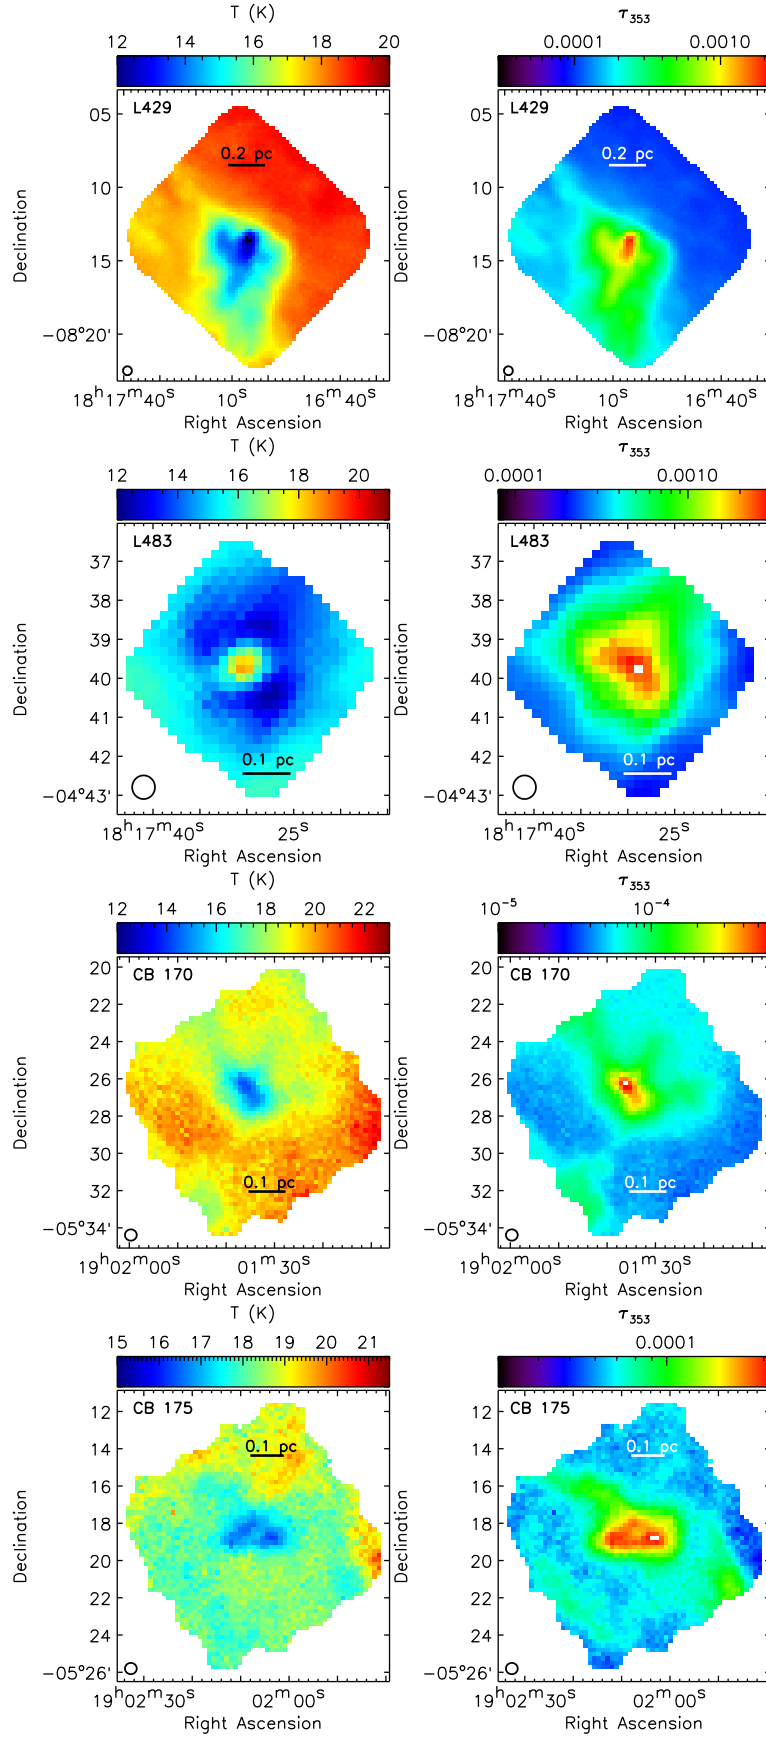 T (K) τ353
12 14 16 18 20 0.0001 0.0010
L429 L429
05 05
0.2 pc 0.2 pc
10 10
Declination Declination
15 15
−08°20' −08°20'
18h17m40s 10s 16m40s 18h17m40s 10s 16m40s
Right Ascension Right Ascension
T (K) τ353
12 14 16 18 20 0.0001 0.0010
L483 L483
37 37
38 38
39 39
Declination Declination
40 40
41 41
42 42
0.1 pc 0.1 pc
−04°43' −04°43'
18h17m40s 25s 18h17m40s 25s
Right Ascension Right Ascension
T (K) τ353
12 14 16 18 20 22 10−5 10−4
20 20
CB 170 CB 170
22 22
24 24
26 26
Declination Declination
28 28
30 30
0.1 pc 0.1 pc
32 32
−05°34' −05°34'
19h02m00s 01m30s 19h02m00s 01m30s
Right Ascension Right Ascension
T (K) τ353
15 16 17 18 19 20 21 0.0001
CB 175 CB 175
12 12
0.1 pc 0.1 pc
14 14
16 16
18 18
Declination Declination
20 20
22 22
24 24
−05°26' −05°26'
19h02m30s 02m00s 19h02m30s 02m00s
Right Ascension Right Ascension